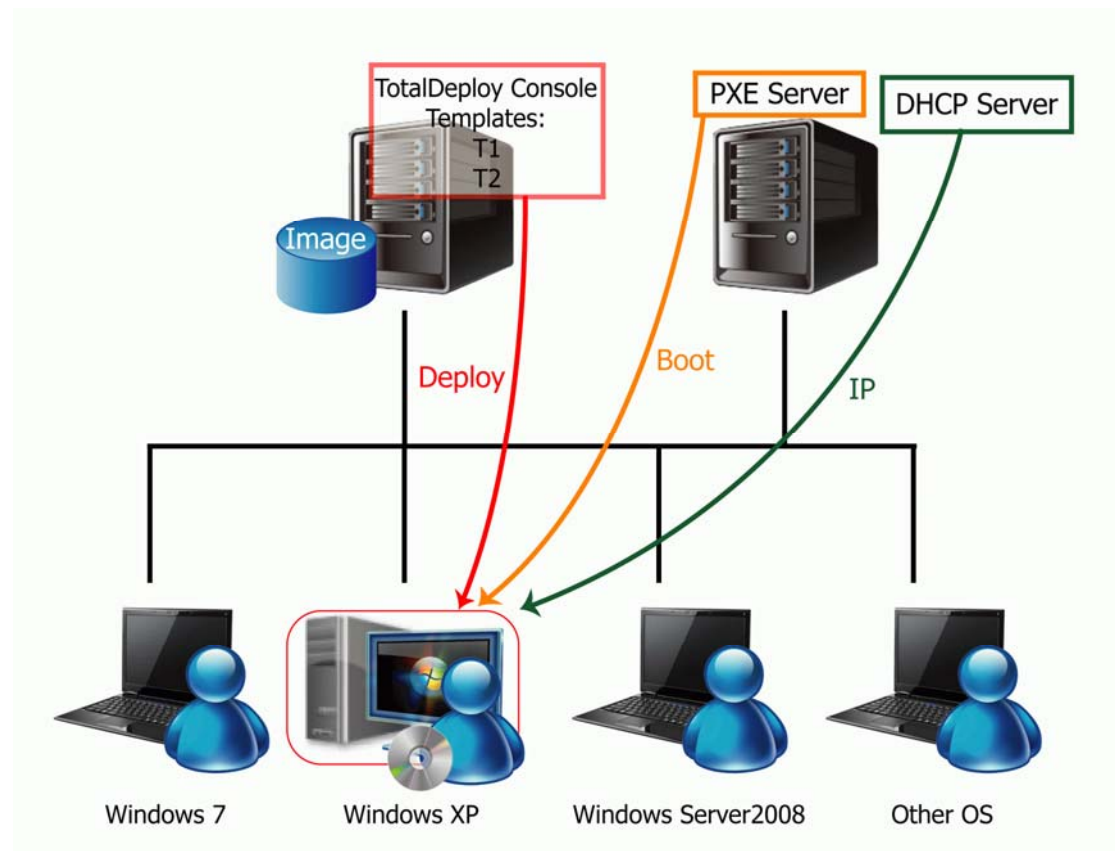 TotalDeploy Console
Templates:
T1
T2
PXE Server
DHCP Server
Image
Deploy
Boot
IP
Windows 7
Windows XP
Windows Server2008
Other OS